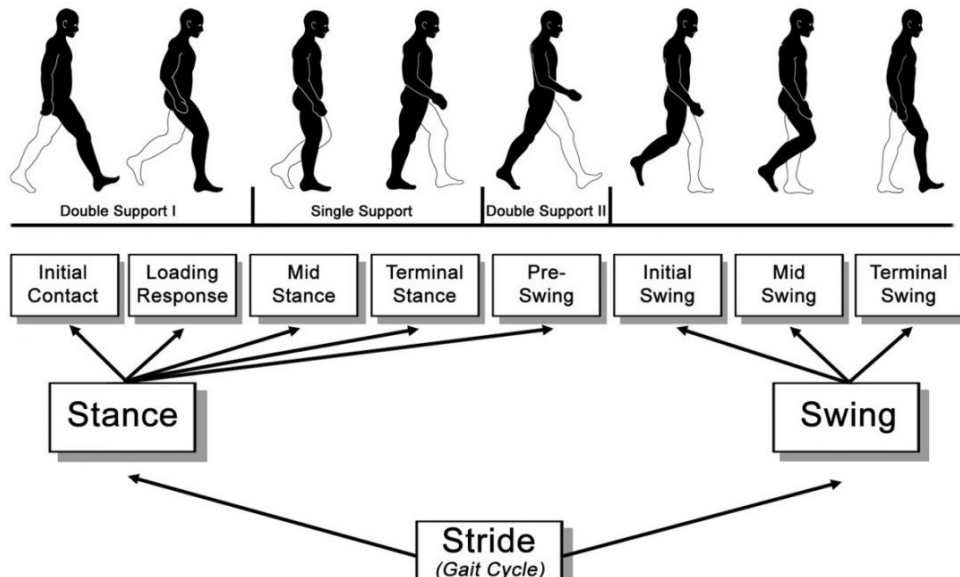 Double Support I
Single Support
Double Support II
Initial
Contact
Loading
Response
Mid
Stance
Terminal
Stance
Pre-
Swing
Initial
Swing
Mid
Swing
Terminal
Swing
Stance
Swing
Stride
(Gait Cycle)